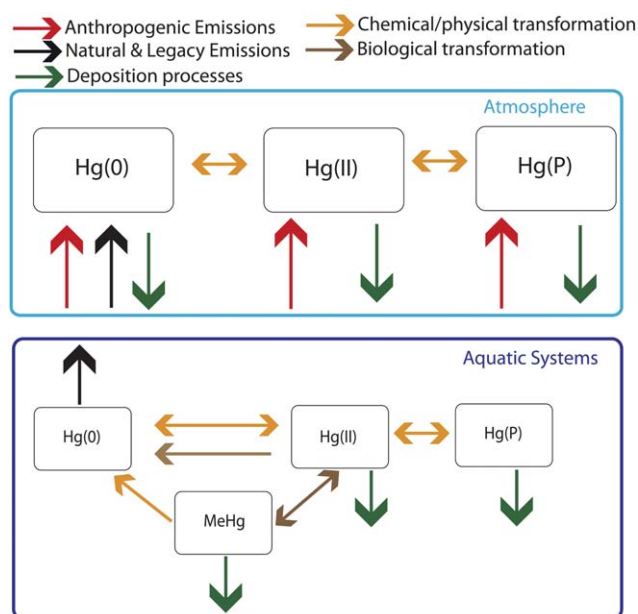 Anthropogenic Emissions
Chemical/physical transformation
Natural & Legacy Emissions
Biological transformation
Deposition processes
Atmosphere
Hg(0)
Hg(II)
Hg(P)
Aquatic Systems
Hg(0)
Hg(II)
Hg(P)
MeHg